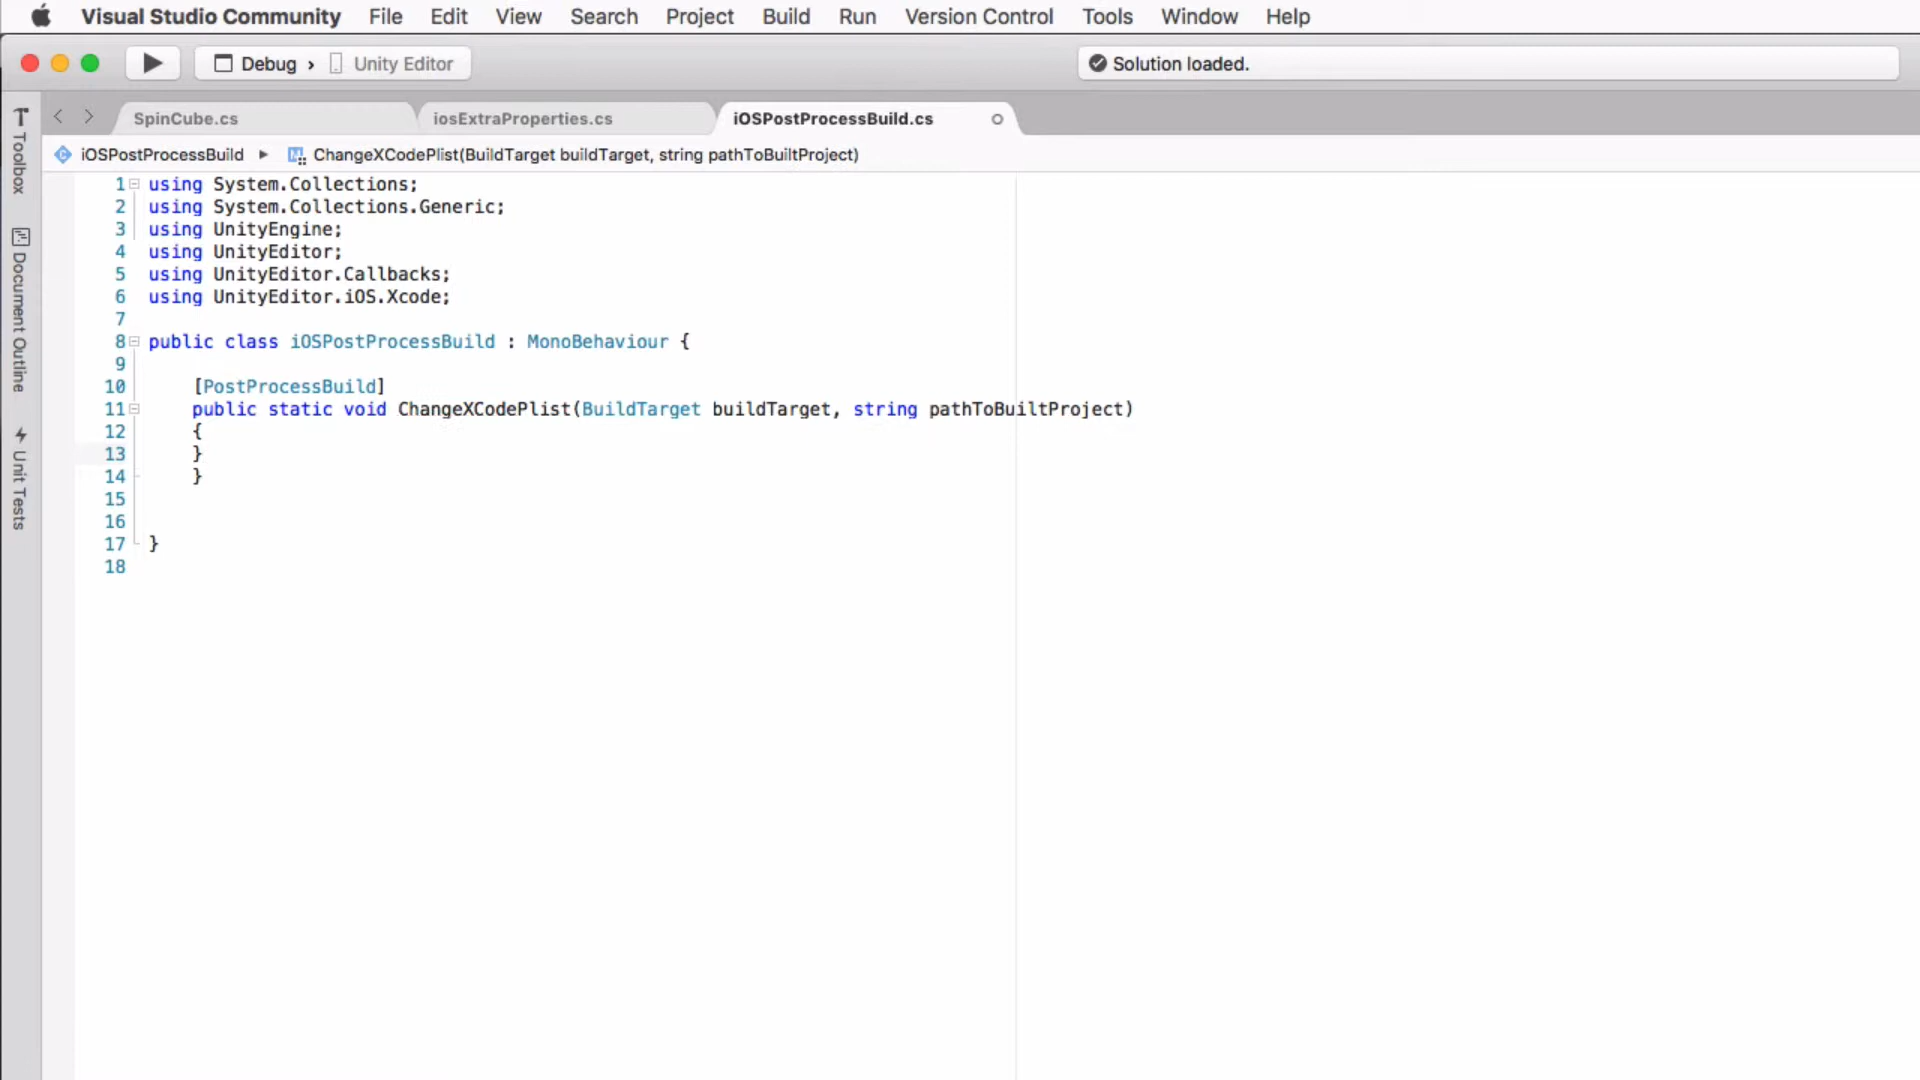 Visual Studio Community File Edit View Search Project Build Run Version Control Tools Window Help
Debug › Unity Editor
Solution loaded.
SpinCube.cs
iosExtraProperties.cs
iOSPostProcessBuild.cs
iOSPostProcessBuild ▶ ChangeXCodePlist(BuildTarget buildTarget, string pathToBuiltProject)
Toolbox
Document Outline
Unit Tests
1 using System.Collections;
2 using System.Collections.Generic;
3 using UnityEngine;
4 using UnityEditor;
5 using UnityEditor.Callbacks;
6 using UnityEditor.iOS.Xcode;
7
8 public class iOSPostProcessBuild : MonoBehaviour {
9
10 [PostProcessBuild]
11 public static void ChangeXCodePlist(BuildTarget buildTarget, string pathToBuiltProject)
12 {
13 }
14 }
15
16
17 }
18